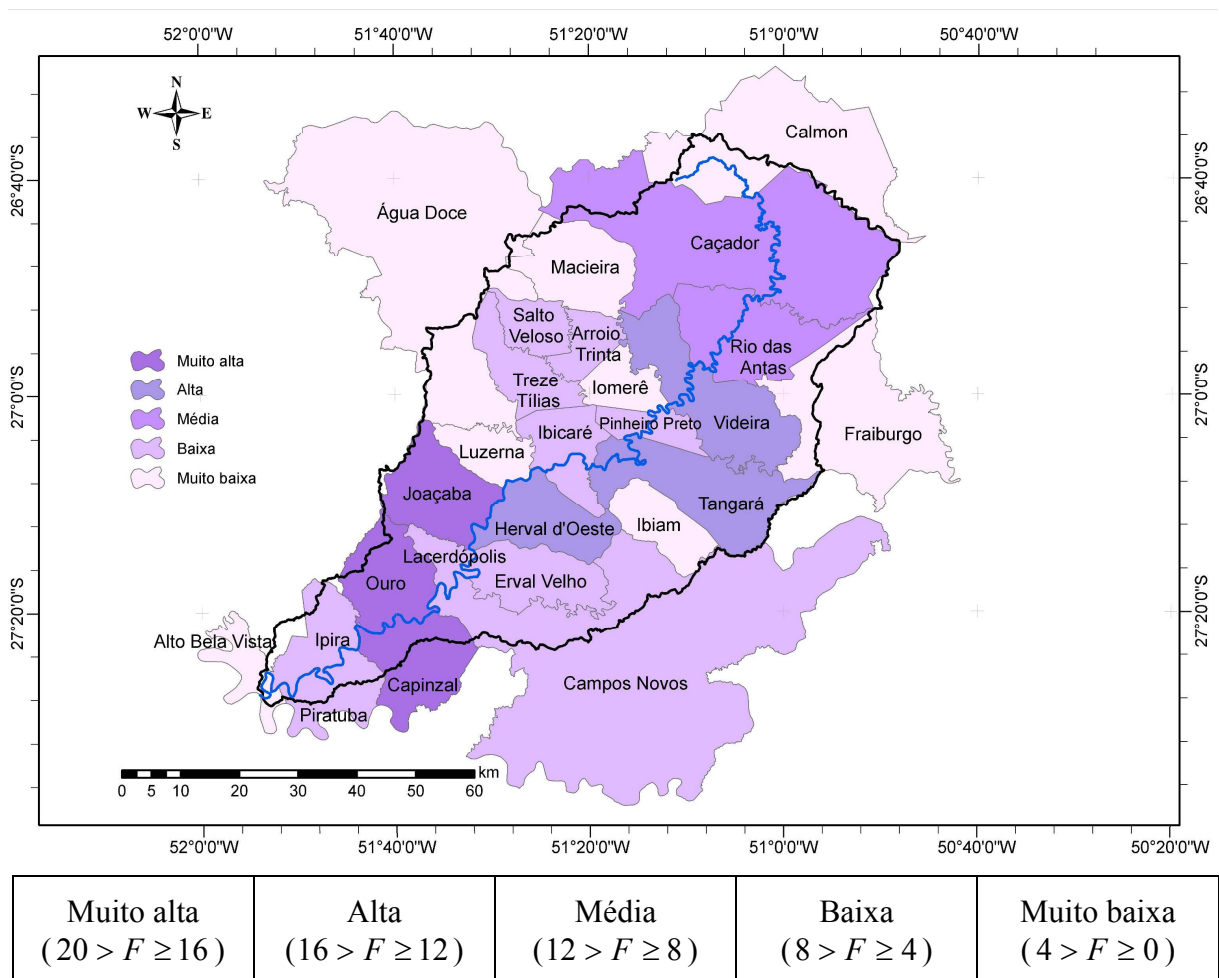 52°0'0"W 51°40'0"W 51°20'0"W 51°0'0"W 50°40'0"W
N
W E
S
Calmon
26°40'0"S
26°40'0"S
Água Doce
Caçador
Macieira
Salto
Veloso
Arroio
Trinta
Rio das
Antas
Muito alta
Alta
Média
Baixa
Muito baixa
Treze
Tílias
Iomerê
27°0'0"S
27°0'0"S
Ibicaré
Pinheiro Preto
Videira
Fraiburgo
Luzerna
Joaçaba
Tangará
Herval d'Oeste
Ibiam
Lacerdópolis
Ouro
Erval Velho
27°20'0"S
27°20'0"S
Alto Bela Vista
Ipira
Capinzal
Campos Novos
Piratuba
km
0 5 10 20 30 40 50 60
52°0'0"W 51°40'0"W 51°20'0"W 51°0'0"W 50°40'0"W 50°20'0"W
Muito alta
(20 > F ≥ 16)
Alta
(16 > F ≥ 12)
Média
(12 > F ≥ 8)
Baixa
(8 > F ≥ 4)
Muito baixa
(4 > F ≥ 0)